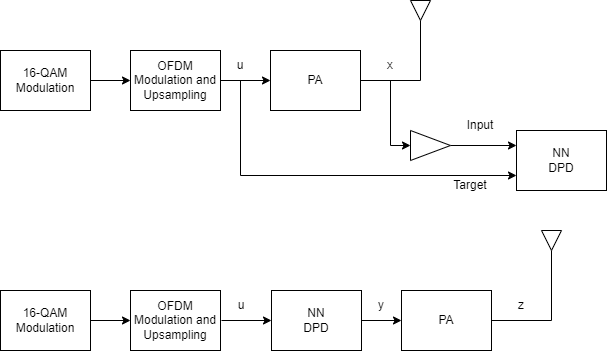 16-QAM
Modulation
OFDM
Modulation and
Upsampling
u
PA
x
Input
Target
NN
DPD
16-QAM
Modulation
OFDM
Modulation and
Upsampling
u
NN
DPD
y
PA
z